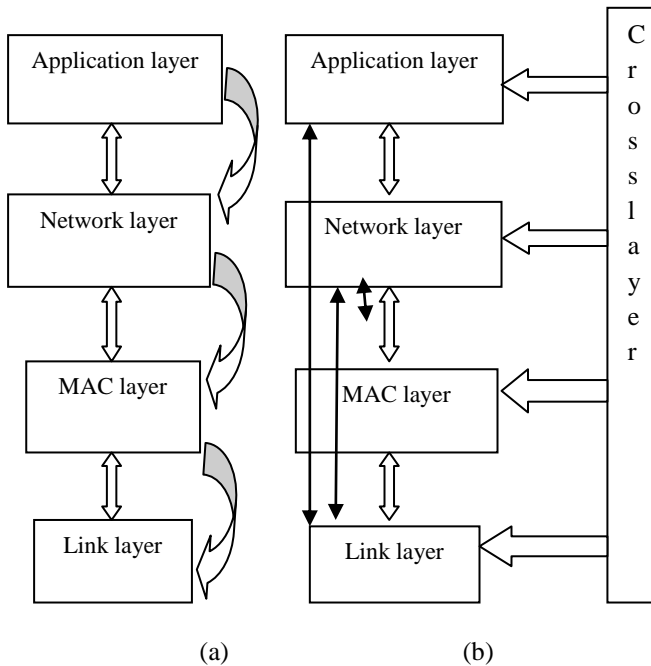 Application layer
Network layer
MAC layer
Link layer
(a)
Application layer
Network layer
MAC layer
Link layer
(b)
C
r
o
s
s
l
a
y
e
r